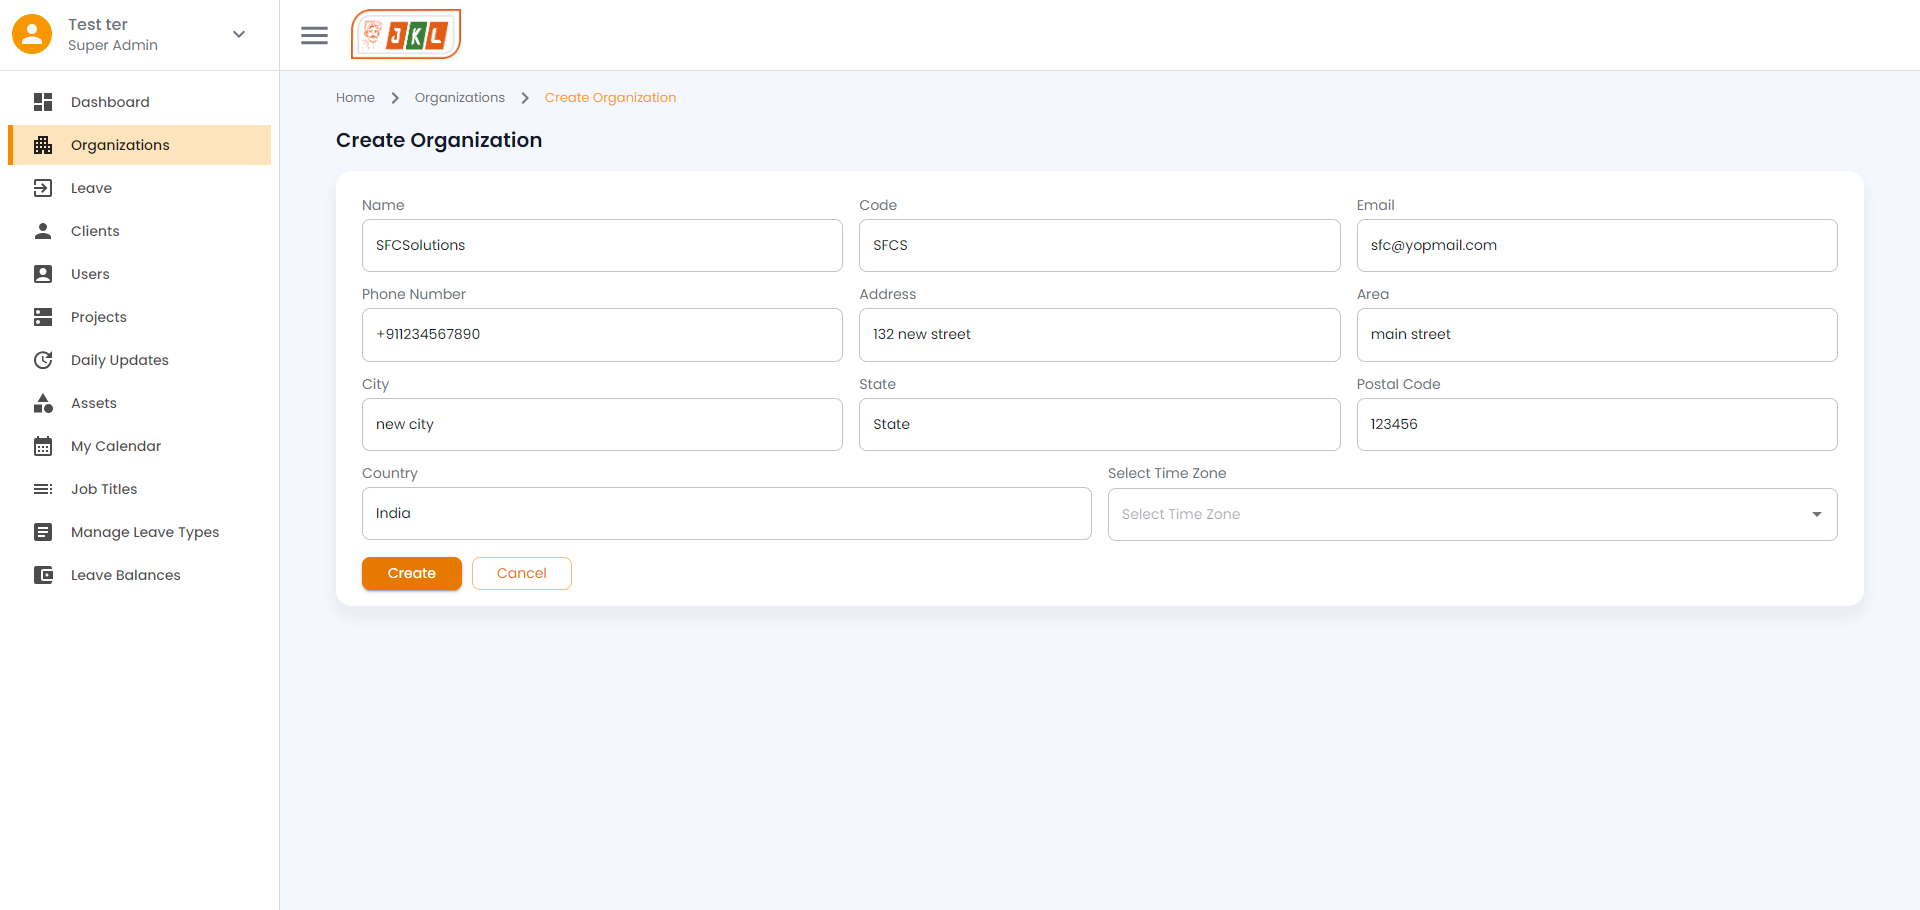 Test ter
Super Admin
JKL
Dashboard
Organizations
Leave
Clients
Users
Projects
Daily Updates
Assets
My Calendar
Job Titles
Manage Leave Types
Leave Balances
Home > Organizations > Create Organization
Create Organization
Name Code Email
SFCSolutions SFCS sfc@yopmail.com
Phone Number Address Area
+911234567890 132 new street main street
City State Postal Code
new city State 123456
Country Select Time Zone
India Select Time Zone
Create Cancel